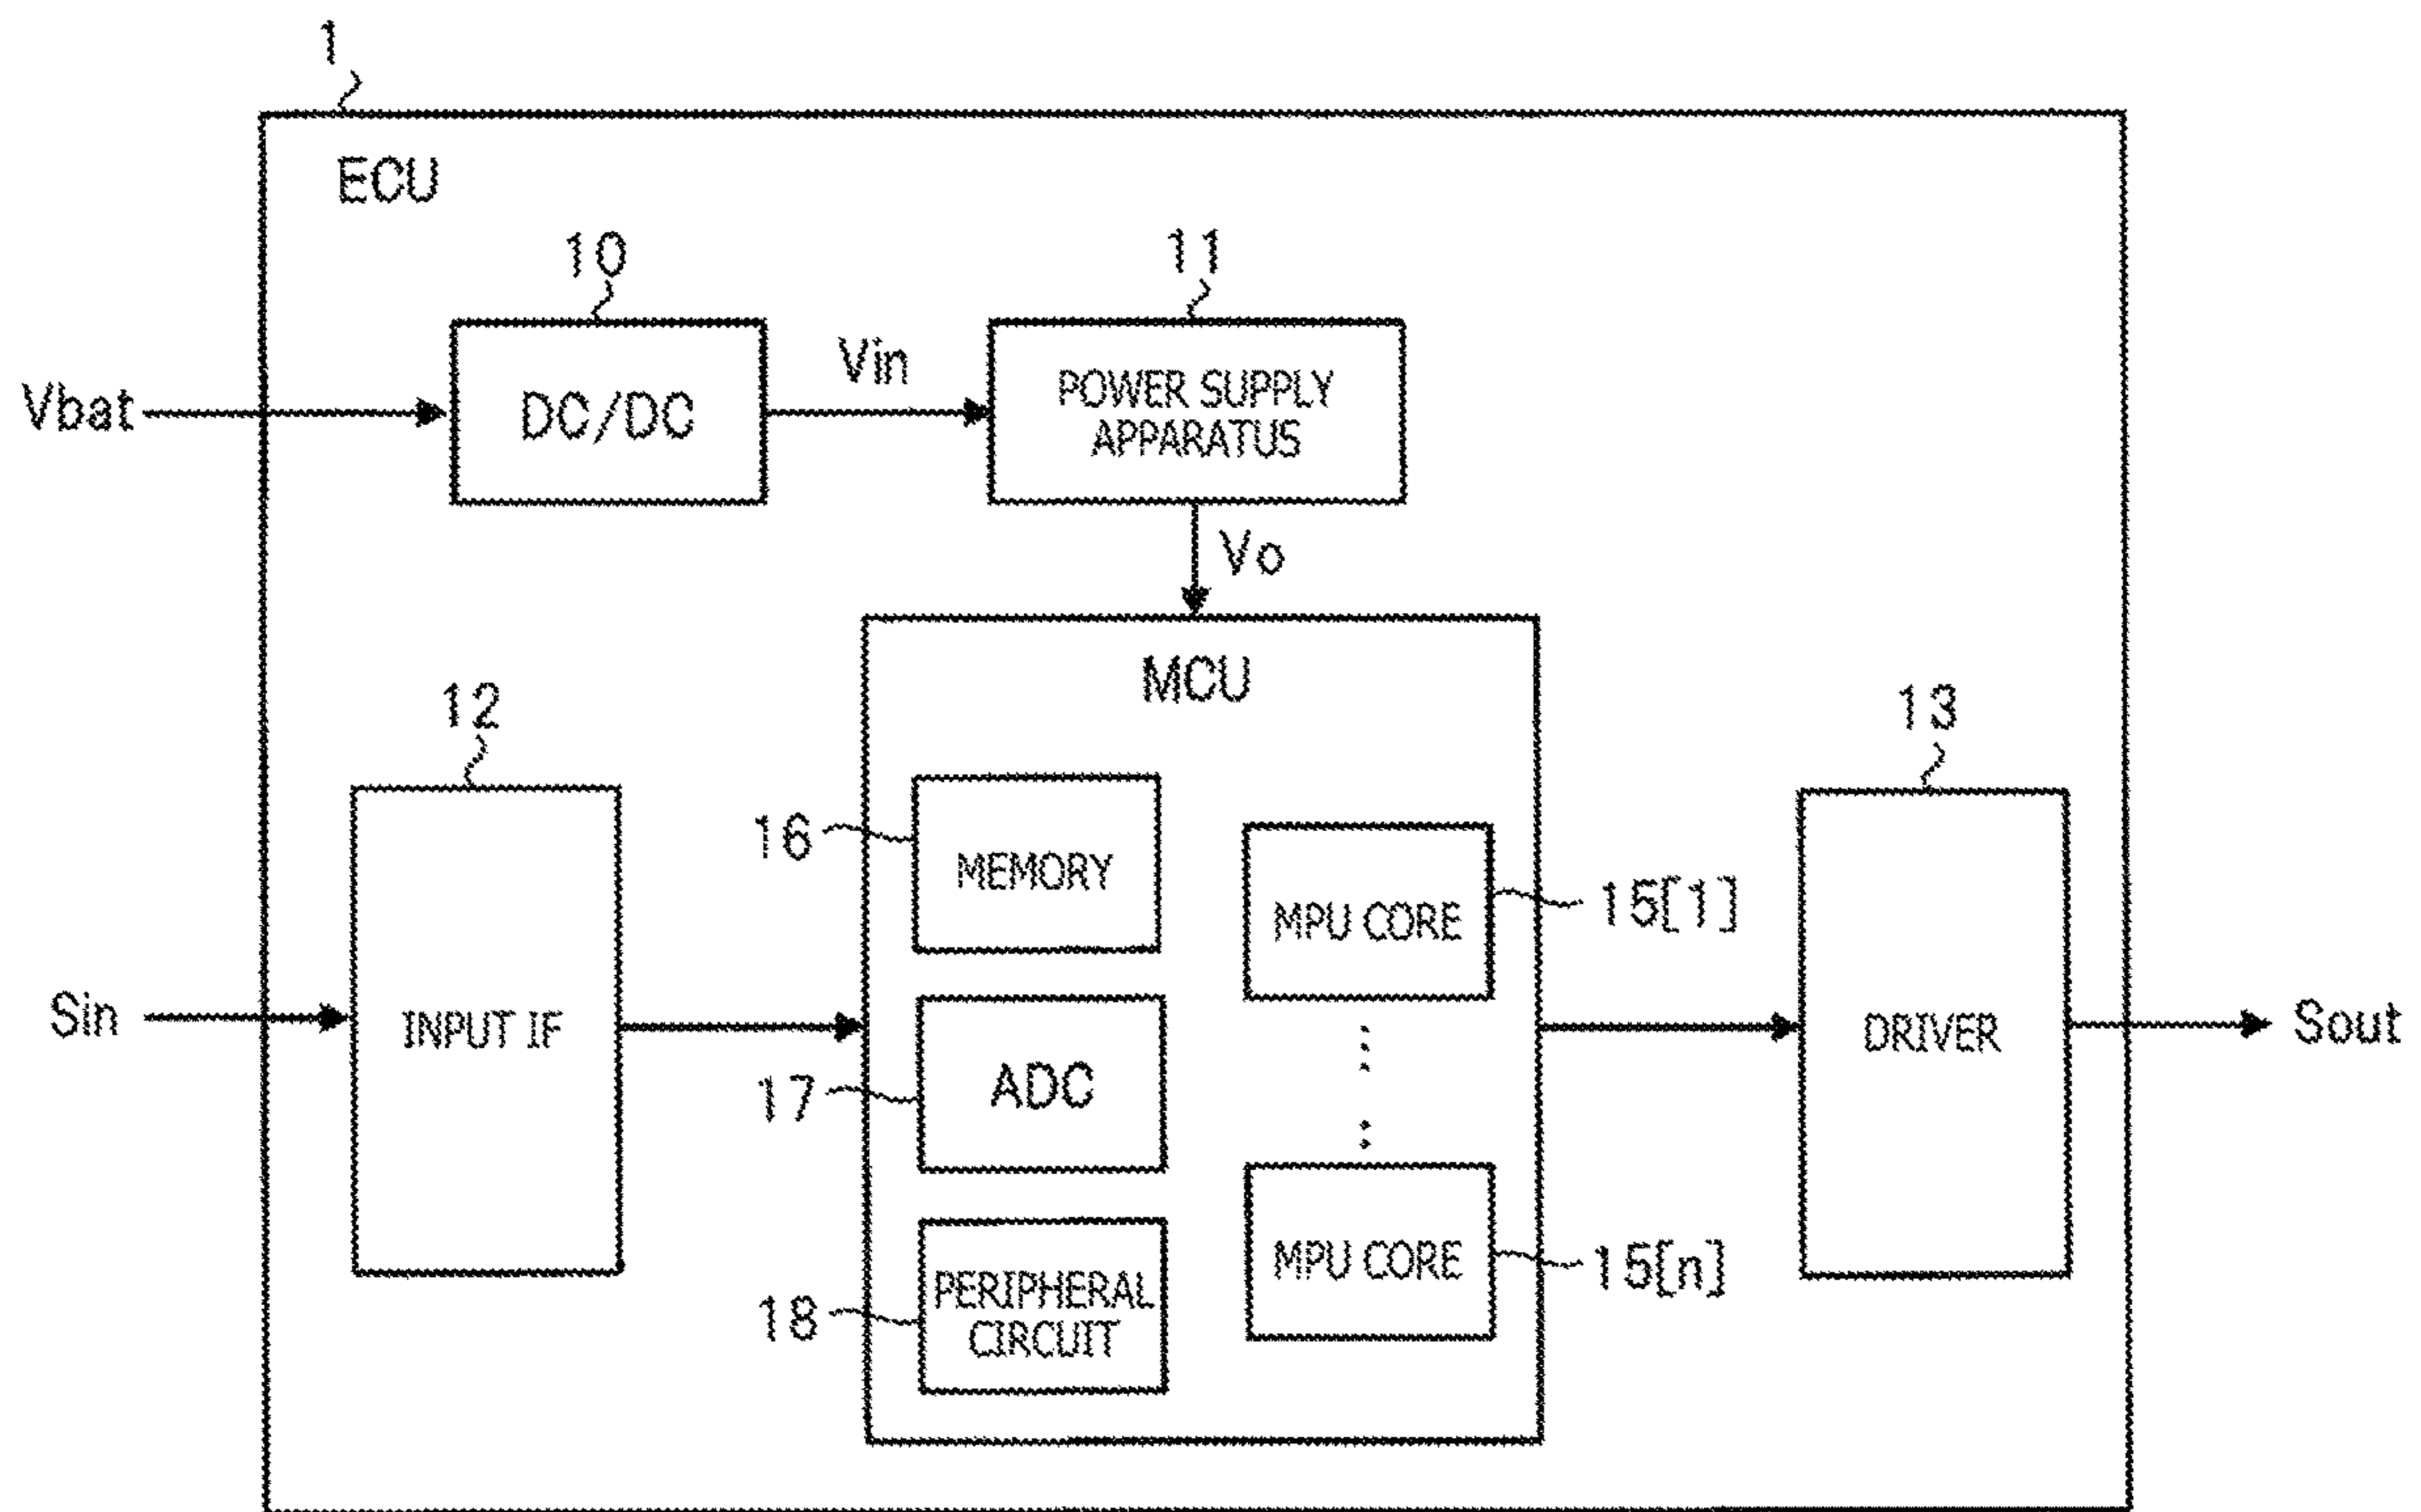 1
ECU
10
11
Vbat
DC/DC
Vin
POWER SUPPLY
APPARATUS
Vo
MCU
12
13
16
MEMORY
MPU CORE
15[1]
Sin
INPUT IF
17
ADC
DRIVER
Sout
MPU CORE
15[n]
18
PERIPHERAL
CIRCUIT